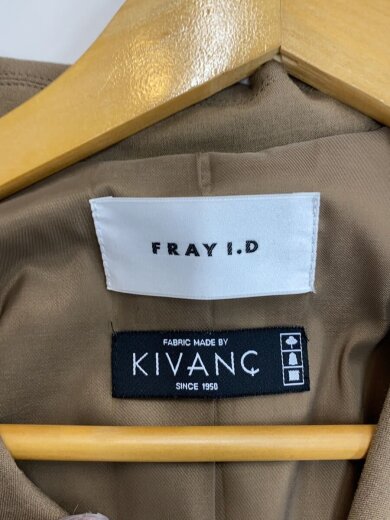 FRAY I.D
FABRIC MADE BY
KIVANÇ
SINCE 1950